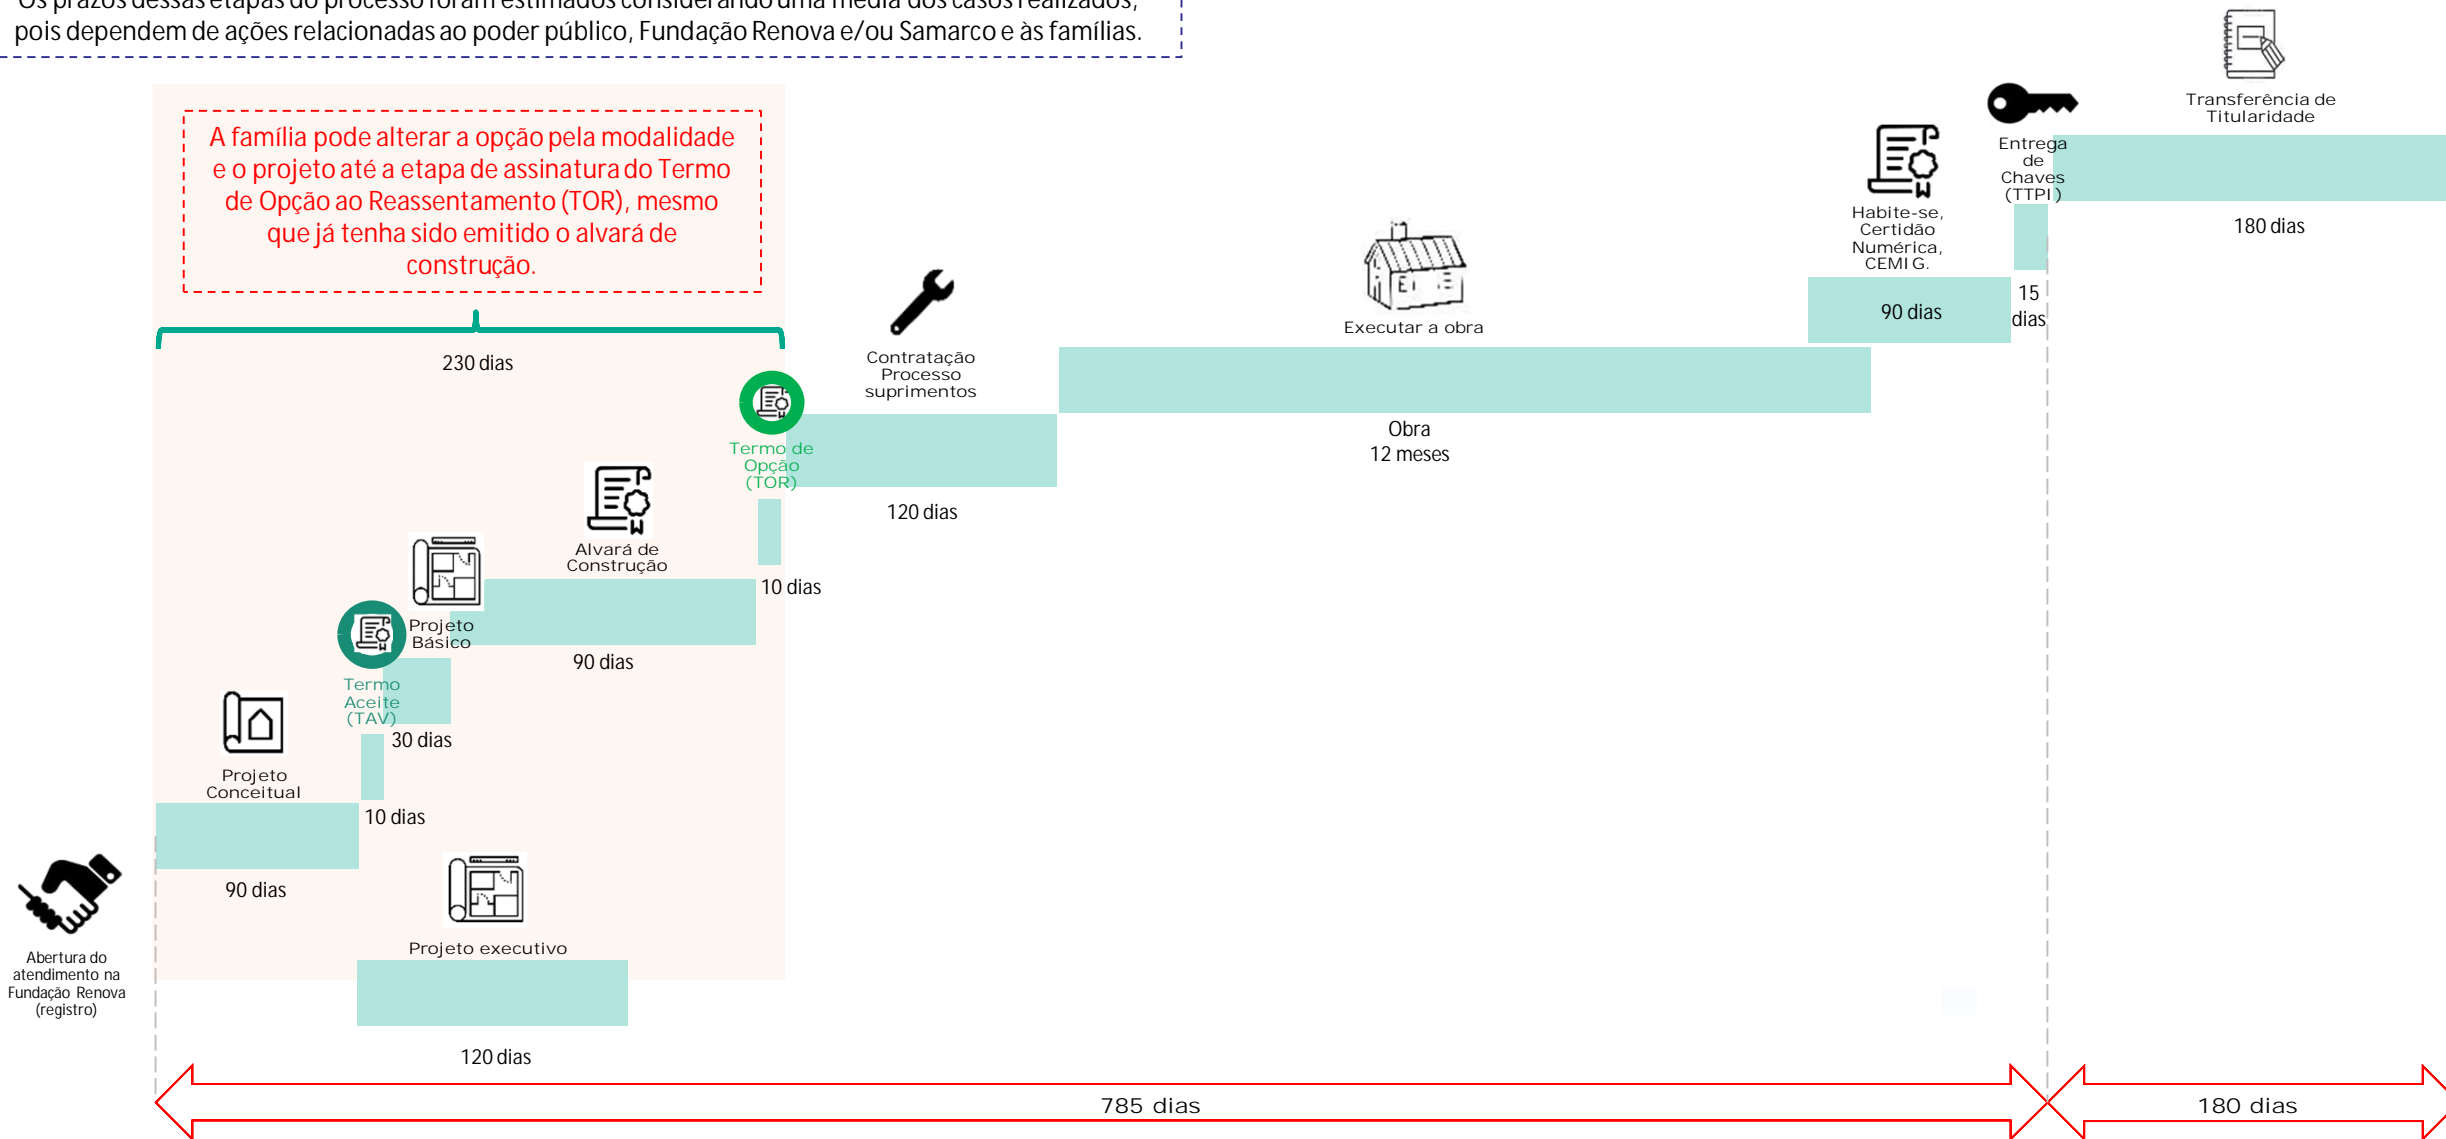 Os prazos dessas etapas do processo foram estimados considerando uma média dos casos realizados,
pois dependem de ações relacionadas ao poder público, Fundação Renova e/ou Samarco e às famílias.
A família pode alterar a opção pela modalidade
e o projeto até a etapa de assinatura do Termo
de Opção ao Reassentamento (TOR), mesmo
que já tenha sido emitido o alvará de
construção.
230 dias
Abertura do
atendimento na
Fundação Renova
(registro)
Projeto
Conceitual
90 dias
Termo
Aceite
(TAV)
10 dias
Projeto
Básico
30 dias
Alvará de
Construção
90 dias
Termo de
Opção
(TOR)
10 dias
Projeto executivo
120 dias
Contratação
Processo
suprimentos
120 dias
Executar a obra
Obra
12 meses
Habite-se,
Certidão
Numérica,
CEMIG.
90 dias
Entrega
de
Chaves
(TTPI)
15
dias
Transferência de
Titularidade
180 dias
785 dias
180 dias